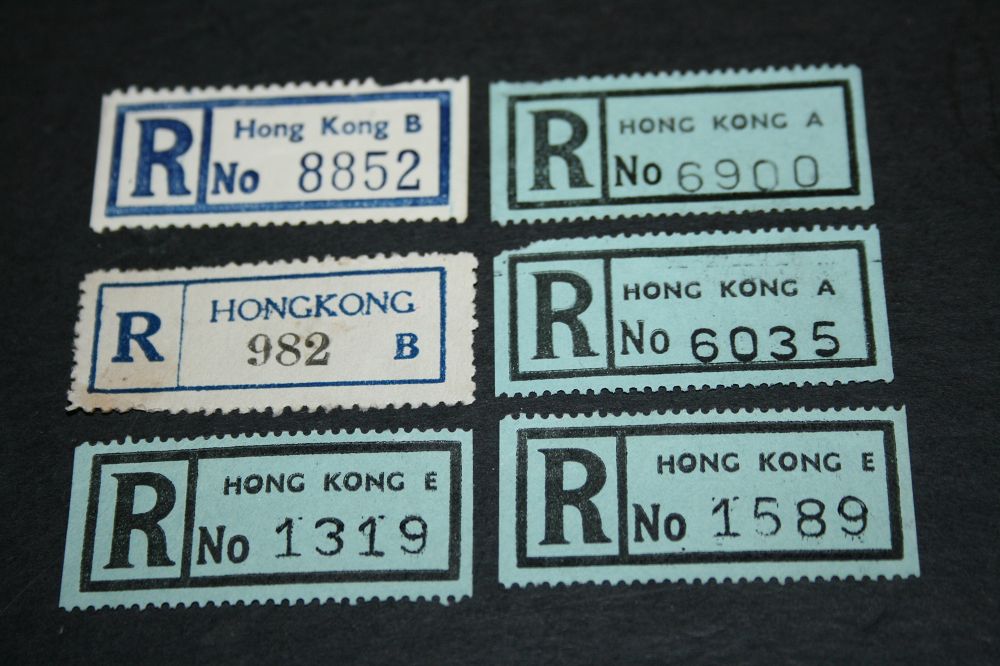 R Hong Kong B
No 8852
R HONG KONG A
No 6900
R HONGKONG
982 B
R HONG KONG A
No 6035
R HONG KONG E
No 1319
R HONG KONG E
No 1589